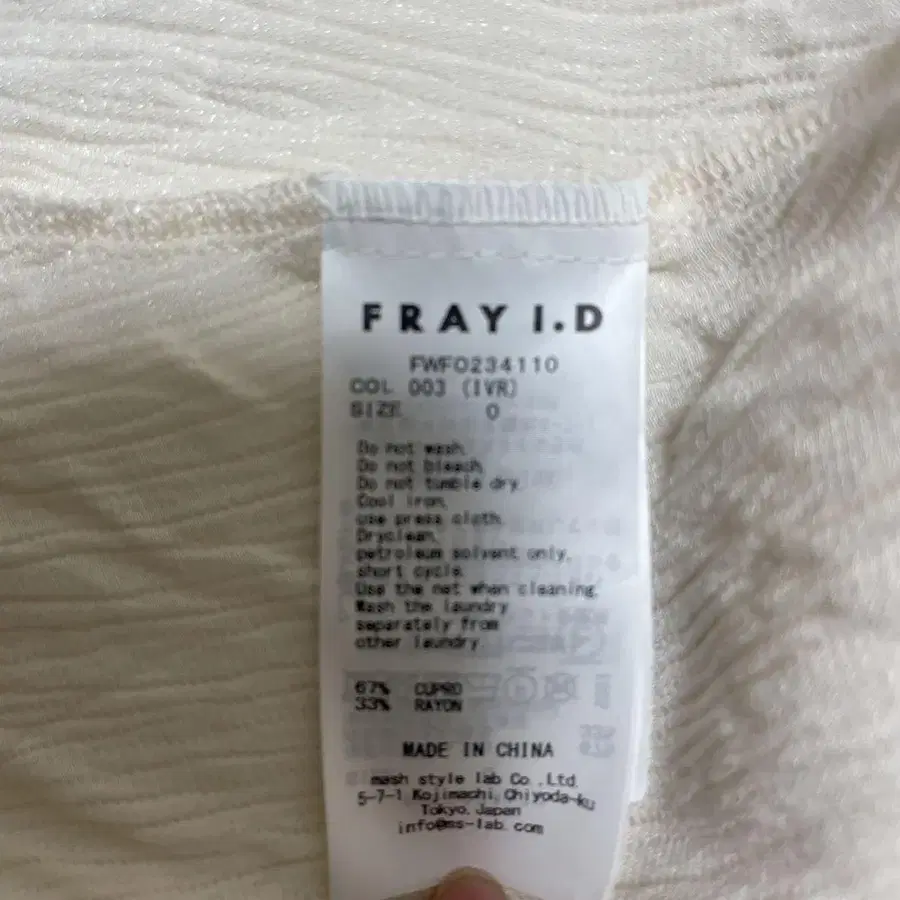 FRAY I.D
FWFO234110
COL 003 (IVR)
SIZE 0
Do not wash.
Do not bleach.
Do not tumble dry.
Cool iron,
use press cloth.
Dryclean,
petroleum solvent only,
short cycle.
Use the net when cleaning.
Wash the laundry
separately from
other laundry.
67% CUPRO
33% RAYON
MADE IN CHINA
mash style lab Co.,Ltd.
5-7-1 Kojimachi, Chiyoda-ku
Tokyo, Japan
info@ms-lab.com